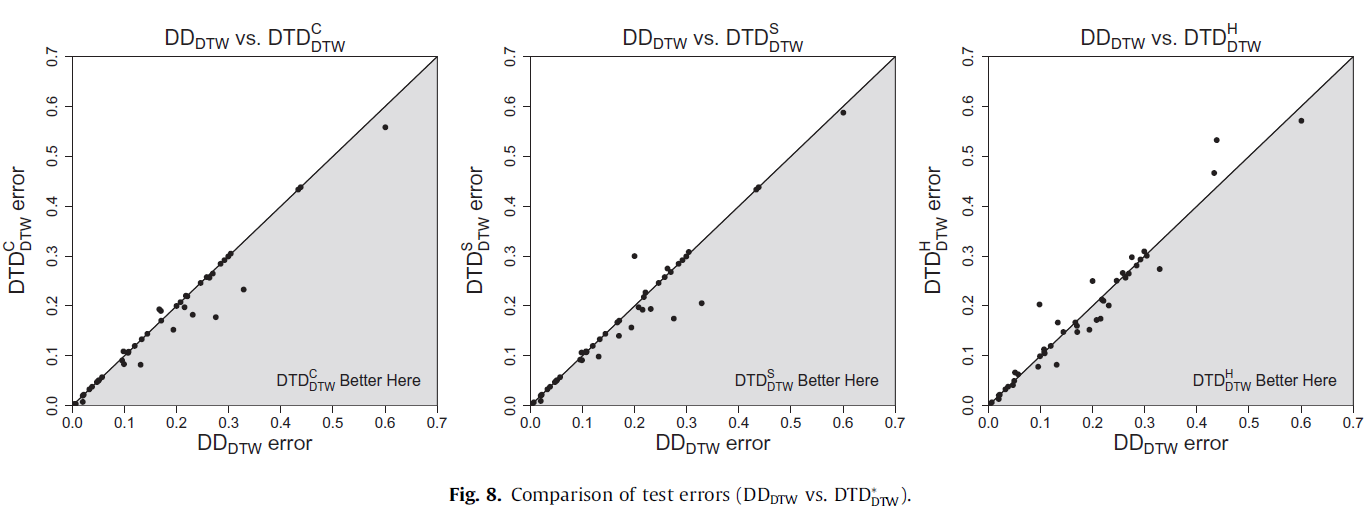 DD_DTW vs. DTD^C_DTW
0.0 0.1 0.2 0.3 0.4 0.5 0.6 0.7
DTD^C_DTW error
DTD^C_DTW Better Here
0.0 0.1 0.2 0.3 0.4 0.5 0.6 0.7
DD_DTW error
DD_DTW vs. DTD^S_DTW
0.0 0.1 0.2 0.3 0.4 0.5 0.6 0.7
DTD^S_DTW error
DTD^S_DTW Better Here
0.0 0.1 0.2 0.3 0.4 0.5 0.6 0.7
DD_DTW error
DD_DTW vs. DTD^H_DTW
0.0 0.1 0.2 0.3 0.4 0.5 0.6 0.7
DTD^H_DTW error
DTD^H_DTW Better Here
0.0 0.1 0.2 0.3 0.4 0.5 0.6 0.7
DD_DTW error
Fig. 8. Comparison of test errors (DD_DTW vs. DTD^*_DTW).